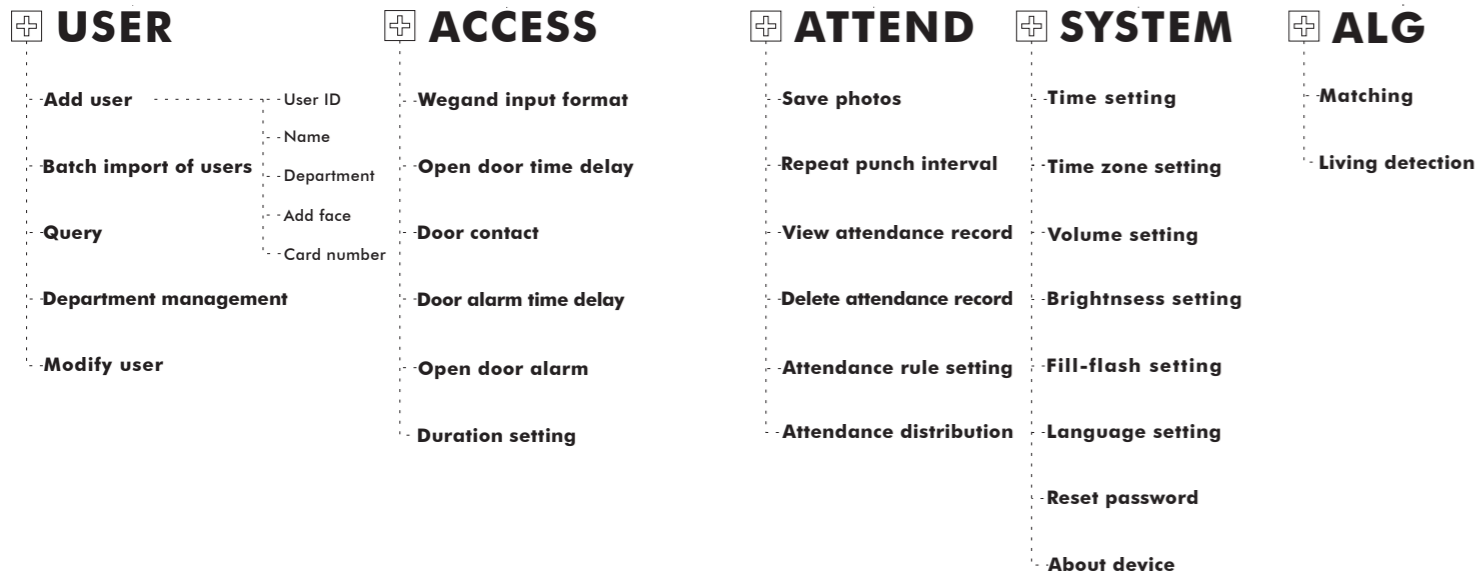 USER
Add user
User ID
Name
Department
Add face
Card number
Batch import of users
Query
Department management
Modify user
ACCESS
Wegand input format
Open door time delay
Door contact
Door alarm time delay
Open door alarm
Duration setting
ATTEND
Save photos
Repeat punch interval
View attendance record
Delete attendance record
Attendance rule setting
Attendance distribution
SYSTEM
Time setting
Time zone setting
Volume setting
Brightnsess setting
Fill-flash setting
Language setting
Reset password
About device
ALG
Matching
Living detection